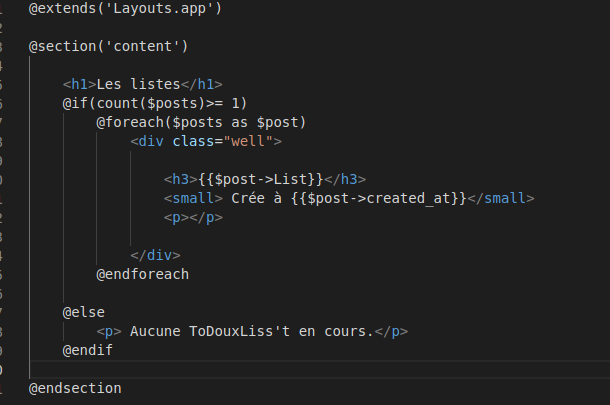 @extends('Layouts.app')
@section('content')
<h1>Les listes</h1>
@if(count($posts)>= 1)
@foreach($posts as $post)
<div class="well">
<h3>{{$post->List}}</h3>
<small> Crée à {{$post->created_at}}</small>
<p></p>
</div>
@endforeach
@else
<p> Aucune ToDouxLiss't en cours.</p>
@endif
@endsection